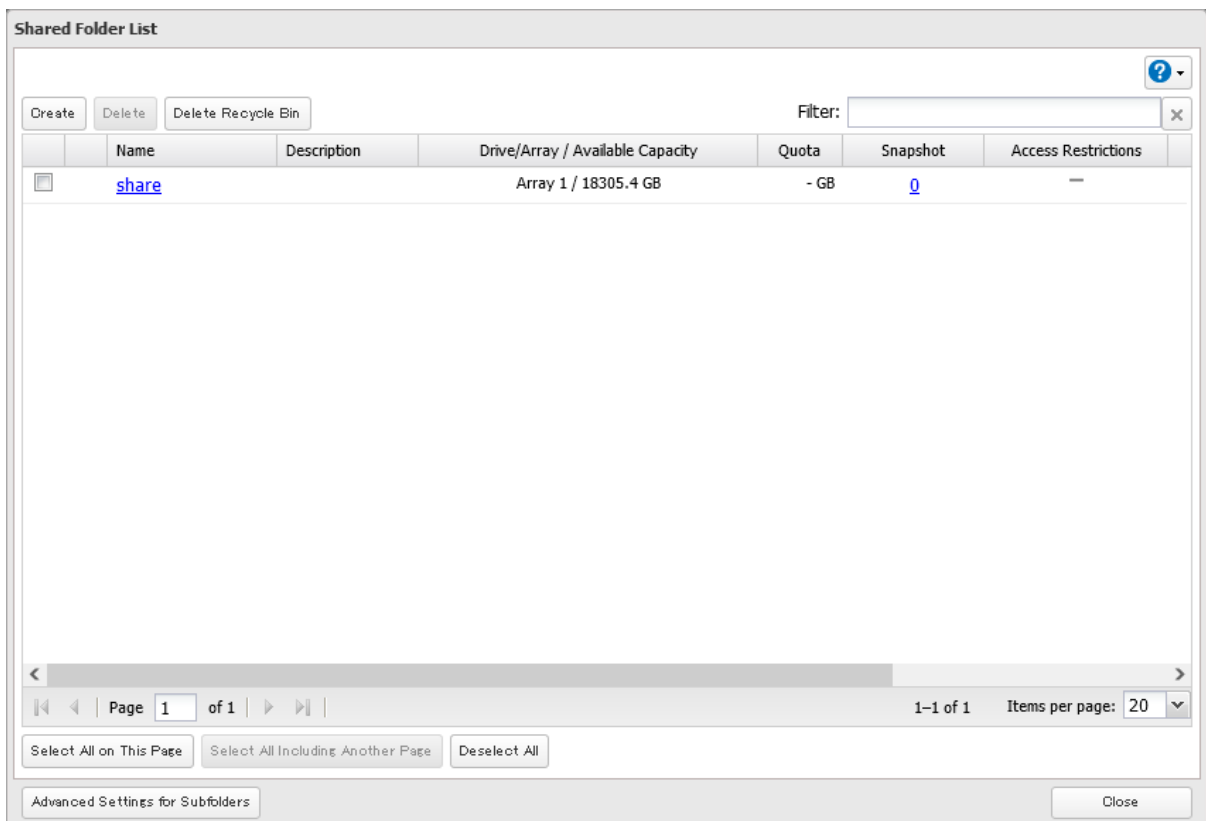 Shared Folder List
?
Create Delete Delete Recycle Bin Filter:
Name Description Drive/Array / Available Capacity Quota Snapshot Access Restrictions
share Array 1 / 18305.4 GB - GB 0 —
Page 1 of 1 1–1 of 1 Items per page: 20
Select All on This Page Select All Including Another Page Deselect All
Advanced Settings for Subfolders Close